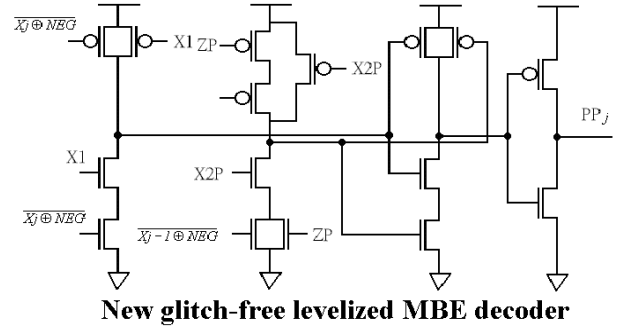 Xj ⊕ NEG
X1
ZP
X2P
PPj
X1
X2P
Xj ⊕ NEG
Xj-1 ⊕ NEG
ZP
New glitch-free levelized MBE decoder